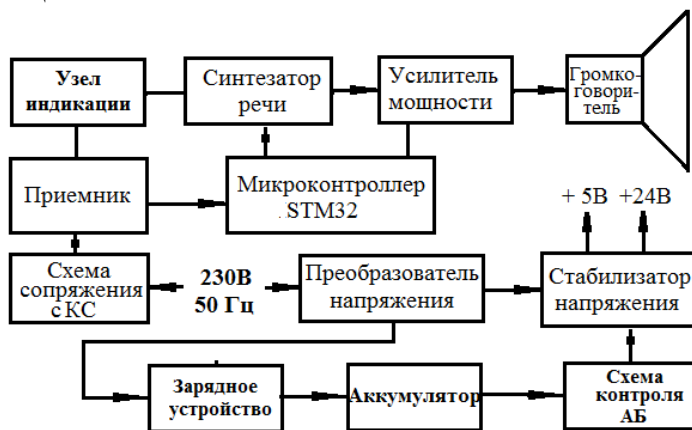 Узел
индикации
Синтезатор
речи
Усилитель
мощности
Громко-
говори-
тель
Приемник
Микроконтроллер
STM32
+ 5В +24В
Схема
сопряжения
с КС
230В
50 Гц
Преобразователь
напряжения
Стабилизатор
напряжения
Зарядное
устройство
Аккумулятор
Схема
контроля
АБ